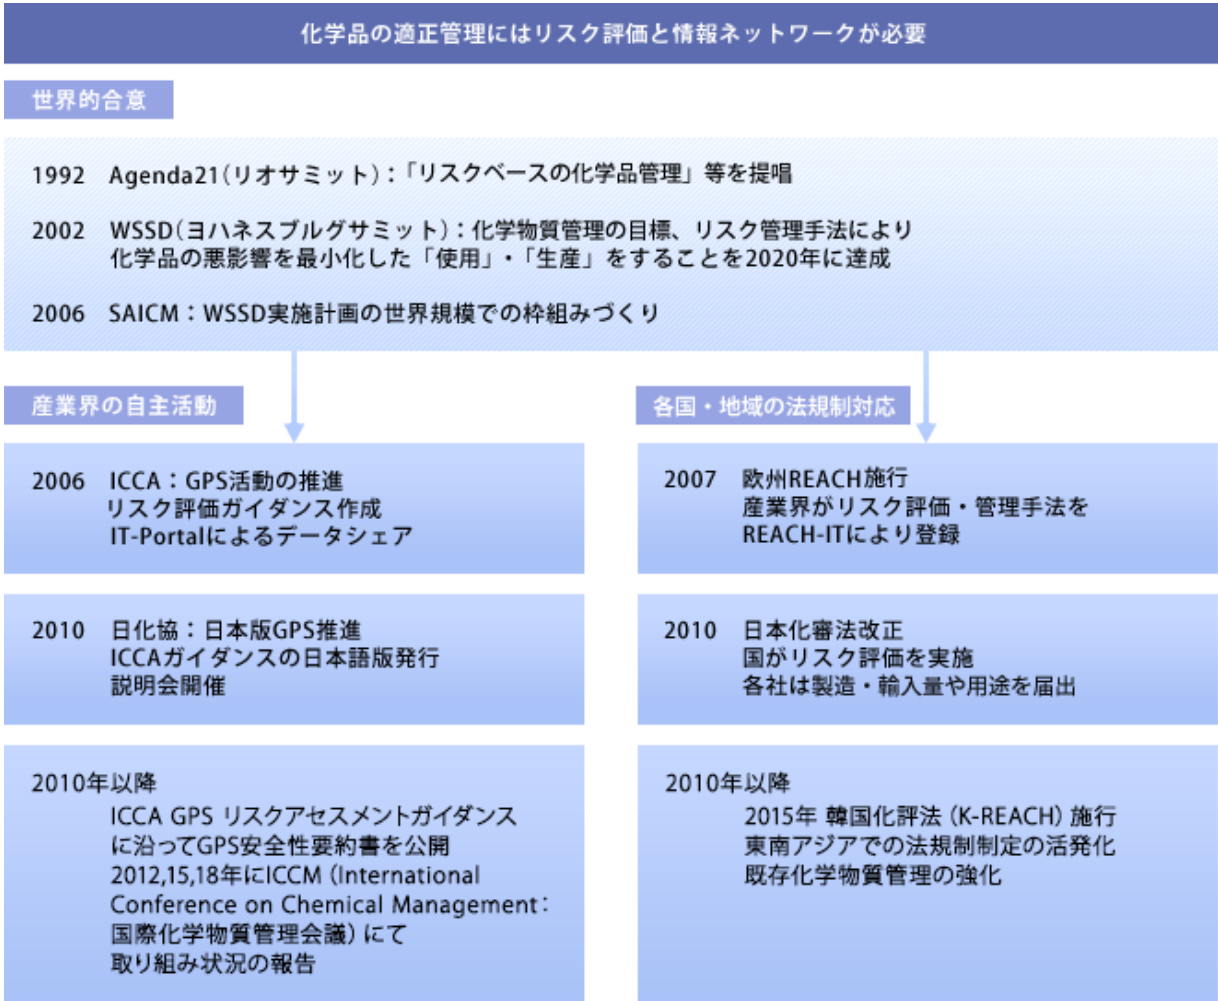 化学品の適正管理にはリスク評価と情報ネットワークが必要
世界的合意
1992 Agenda21(リオサミット)：「リスクベースの化学品管理」等を提唱
2002 WSSD(ヨハネスブルグサミット)：化学物質管理の目標、リスク管理手法により
化学品の悪影響を最小化した「使用」・「生産」をすることを2020年に達成
2006 SAICM：WSSD実施計画の世界規模での枠組みづくり
産業界の自主活動
2006 ICCA：GPS活動の推進
リスク評価ガイダンス作成
IT-Portalによるデータシェア
2010 日化協：日本版GPS推進
ICCAガイダンスの日本語版発行
説明会開催
2010年以降
ICCA GPS リスクアセスメントガイダンス
に沿ってGPS安全性要約書を公開
2012,15,18年にICCM (International
Conference on Chemical Management：
国際化学物質管理会議) にて
取り組み状況の報告
各国・地域の法規制対応
2007 欧州REACH施行
産業界がリスク評価・管理手法を
REACH-ITにより登録
2010 日本化審法改正
国がリスク評価を実施
各社は製造・輸入量や用途を届出
2010年以降
2015年 韓国化評法 (K-REACH) 施行
東南アジアでの法規制制定の活発化
既存化学物質管理の強化